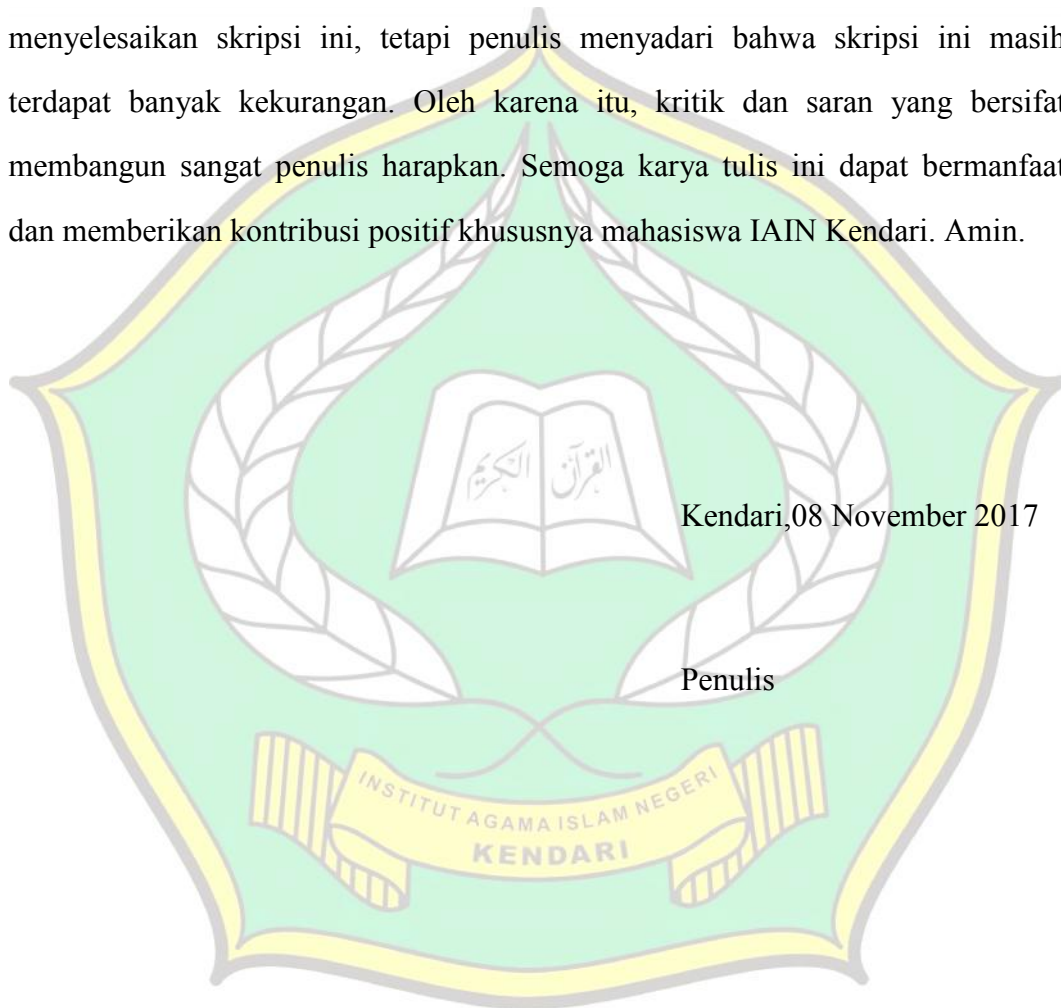 menyelesaikan skripsi ini, tetapi penulis menyadari bahwa skripsi ini masih
terdapat banyak kekurangan. Oleh karena itu, kritik dan saran yang bersifat
membangun sangat penulis harapkan. Semoga karya tulis ini dapat bermanfaat
dan memberikan kontribusi positif khususnya mahasiswa IAIN Kendari. Amin.
القرآن الكريم
Kendari,08 November 2017
Penulis
INSTITUT AGAMA ISLAM NEGERI
KENDARI